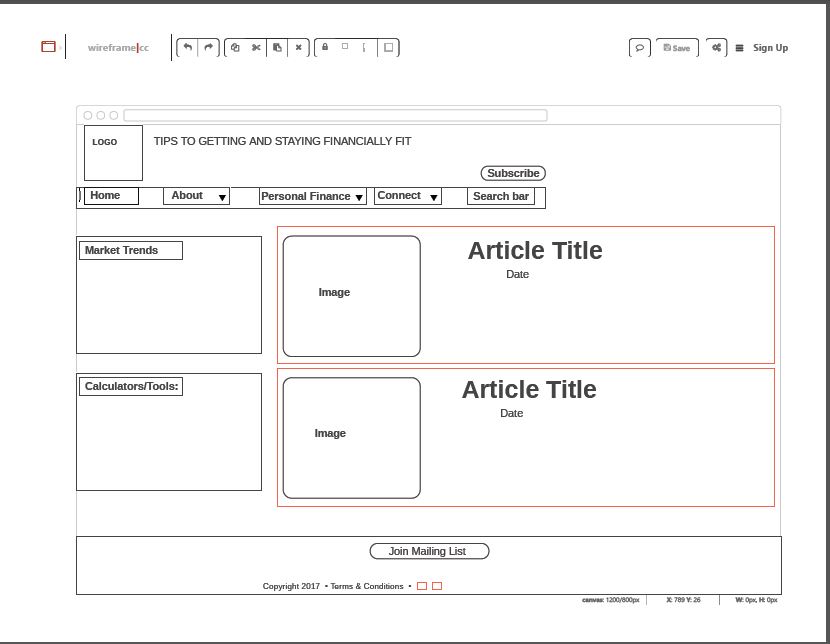 wireframe|cc
Save
Sign Up
LOGO
TIPS TO GETTING AND STAYING FINANCIALLY FIT
Subscribe
Home About Personal Finance Connect Search bar
Market Trends
Image
Article Title
Date
Calculators/Tools:
Image
Article Title
Date
Join Mailing List
Copyright 2017 • Terms & Conditions •
canvas: 1200/800px X: 789 Y: 26 W: 0px, H: 0px